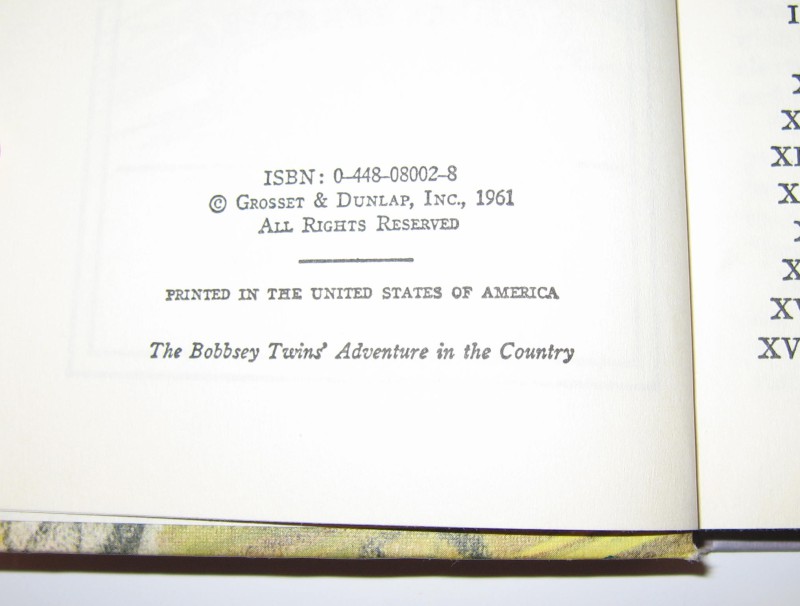 ISBN: 0-448-08002-8
© Grosset & Dunlap, Inc., 1961
All Rights Reserved
PRINTED IN THE UNITED STATES OF AMERICA
The Bobbsey Twins' Adventure in the Country